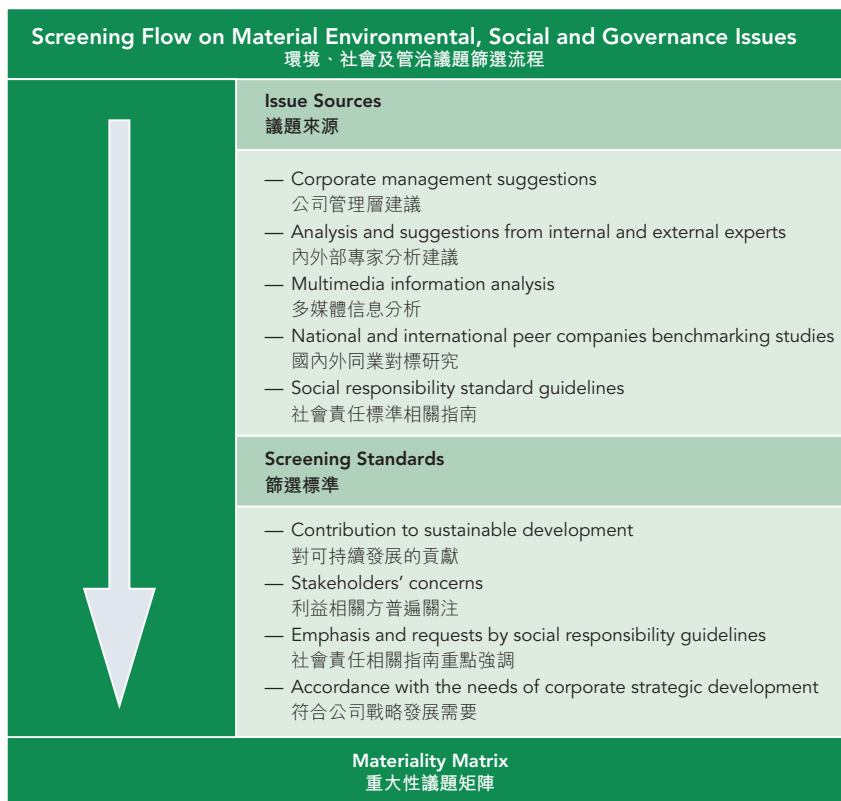 Screening Flow on Material Environmental, Social and Governance Issues
環境、社會及管治議題篩選流程
Issue Sources
議題來源
— Corporate management suggestions
公司管理層建議
— Analysis and suggestions from internal and external experts
內外部專家分析建議
— Multimedia information analysis
多媒體信息分析
— National and international peer companies benchmarking studies
國內外同業對標研究
— Social responsibility standard guidelines
社會責任標準相關指南
Screening Standards
篩選標準
— Contribution to sustainable development
對可持續發展的貢獻
— Stakeholders’ concerns
利益相關方普遍關注
— Emphasis and requests by social responsibility guidelines
社會責任相關指南重點強調
— Accordance with the needs of corporate strategic development
符合公司戰略發展需要
Materiality Matrix
重大性議題矩陣